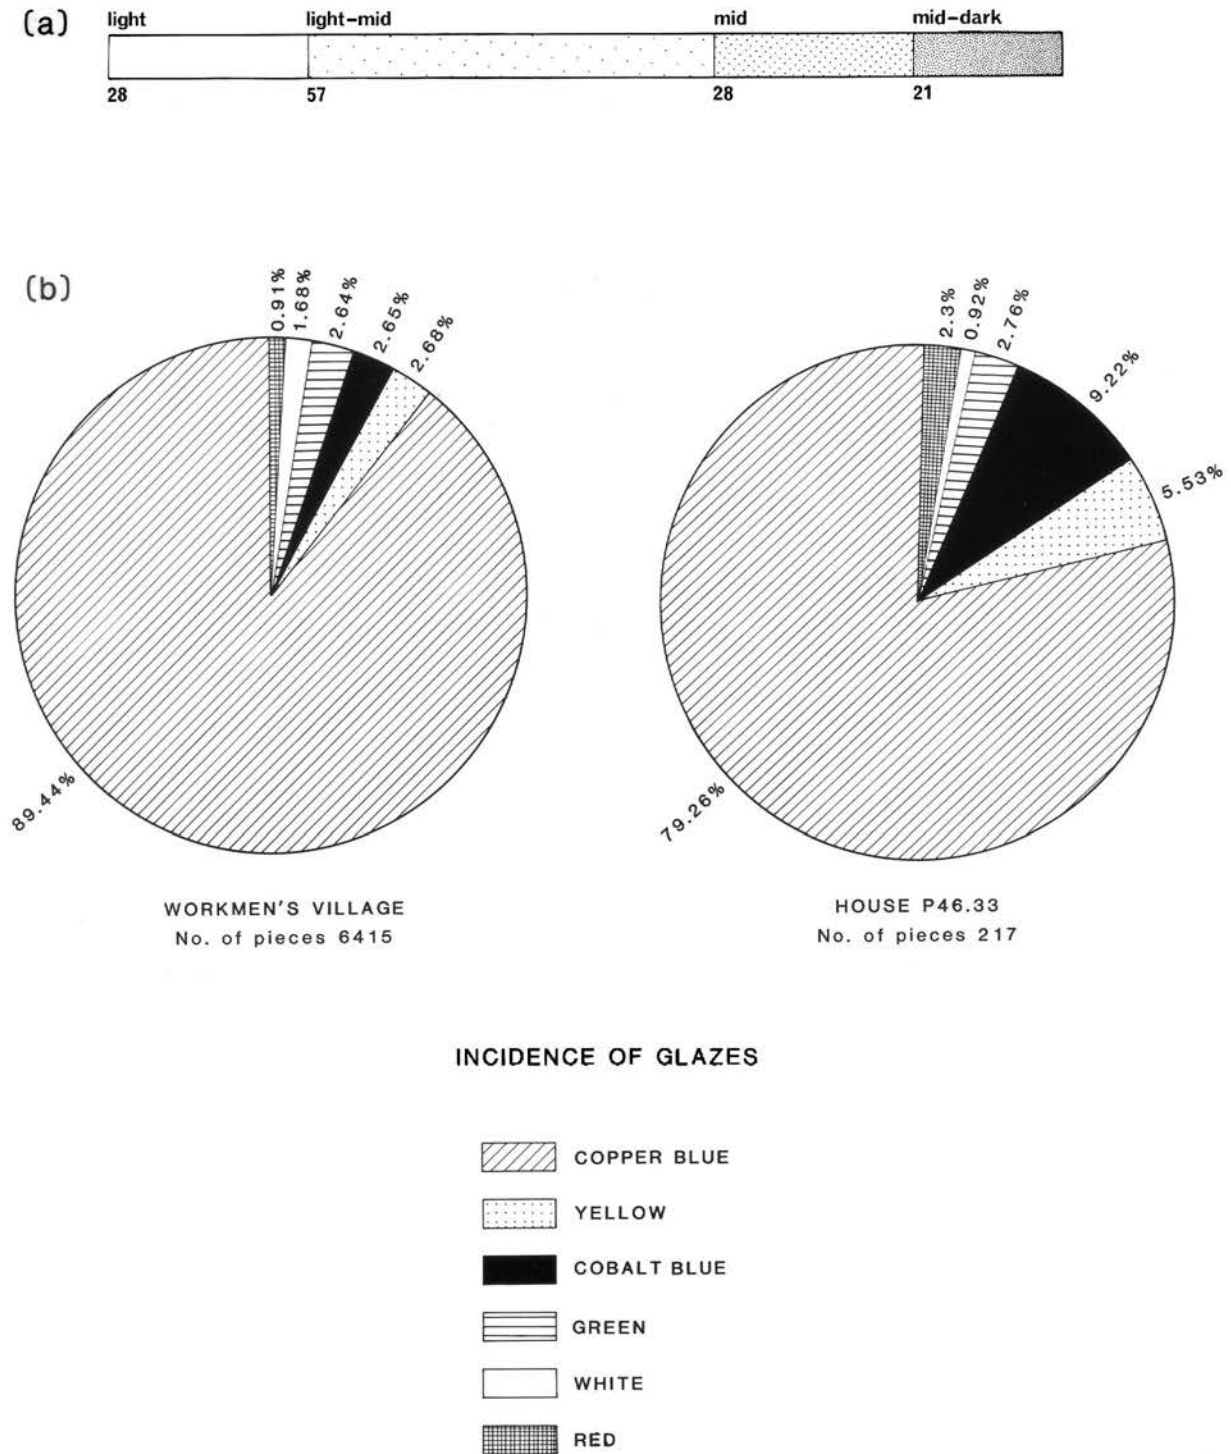 (a)
light light-mid mid mid-dark
28 57 28 21
(b)
0.91% 1.68% 2.64% 2.65% 2.68%
89.44%
WORKMEN'S VILLAGE
No. of pieces 6415
2.3% 0.92% 2.76% 9.22% 5.53%
79.26%
HOUSE P46.33
No. of pieces 217
INCIDENCE OF GLAZES
COPPER BLUE
YELLOW
COBALT BLUE
GREEN
WHITE
RED